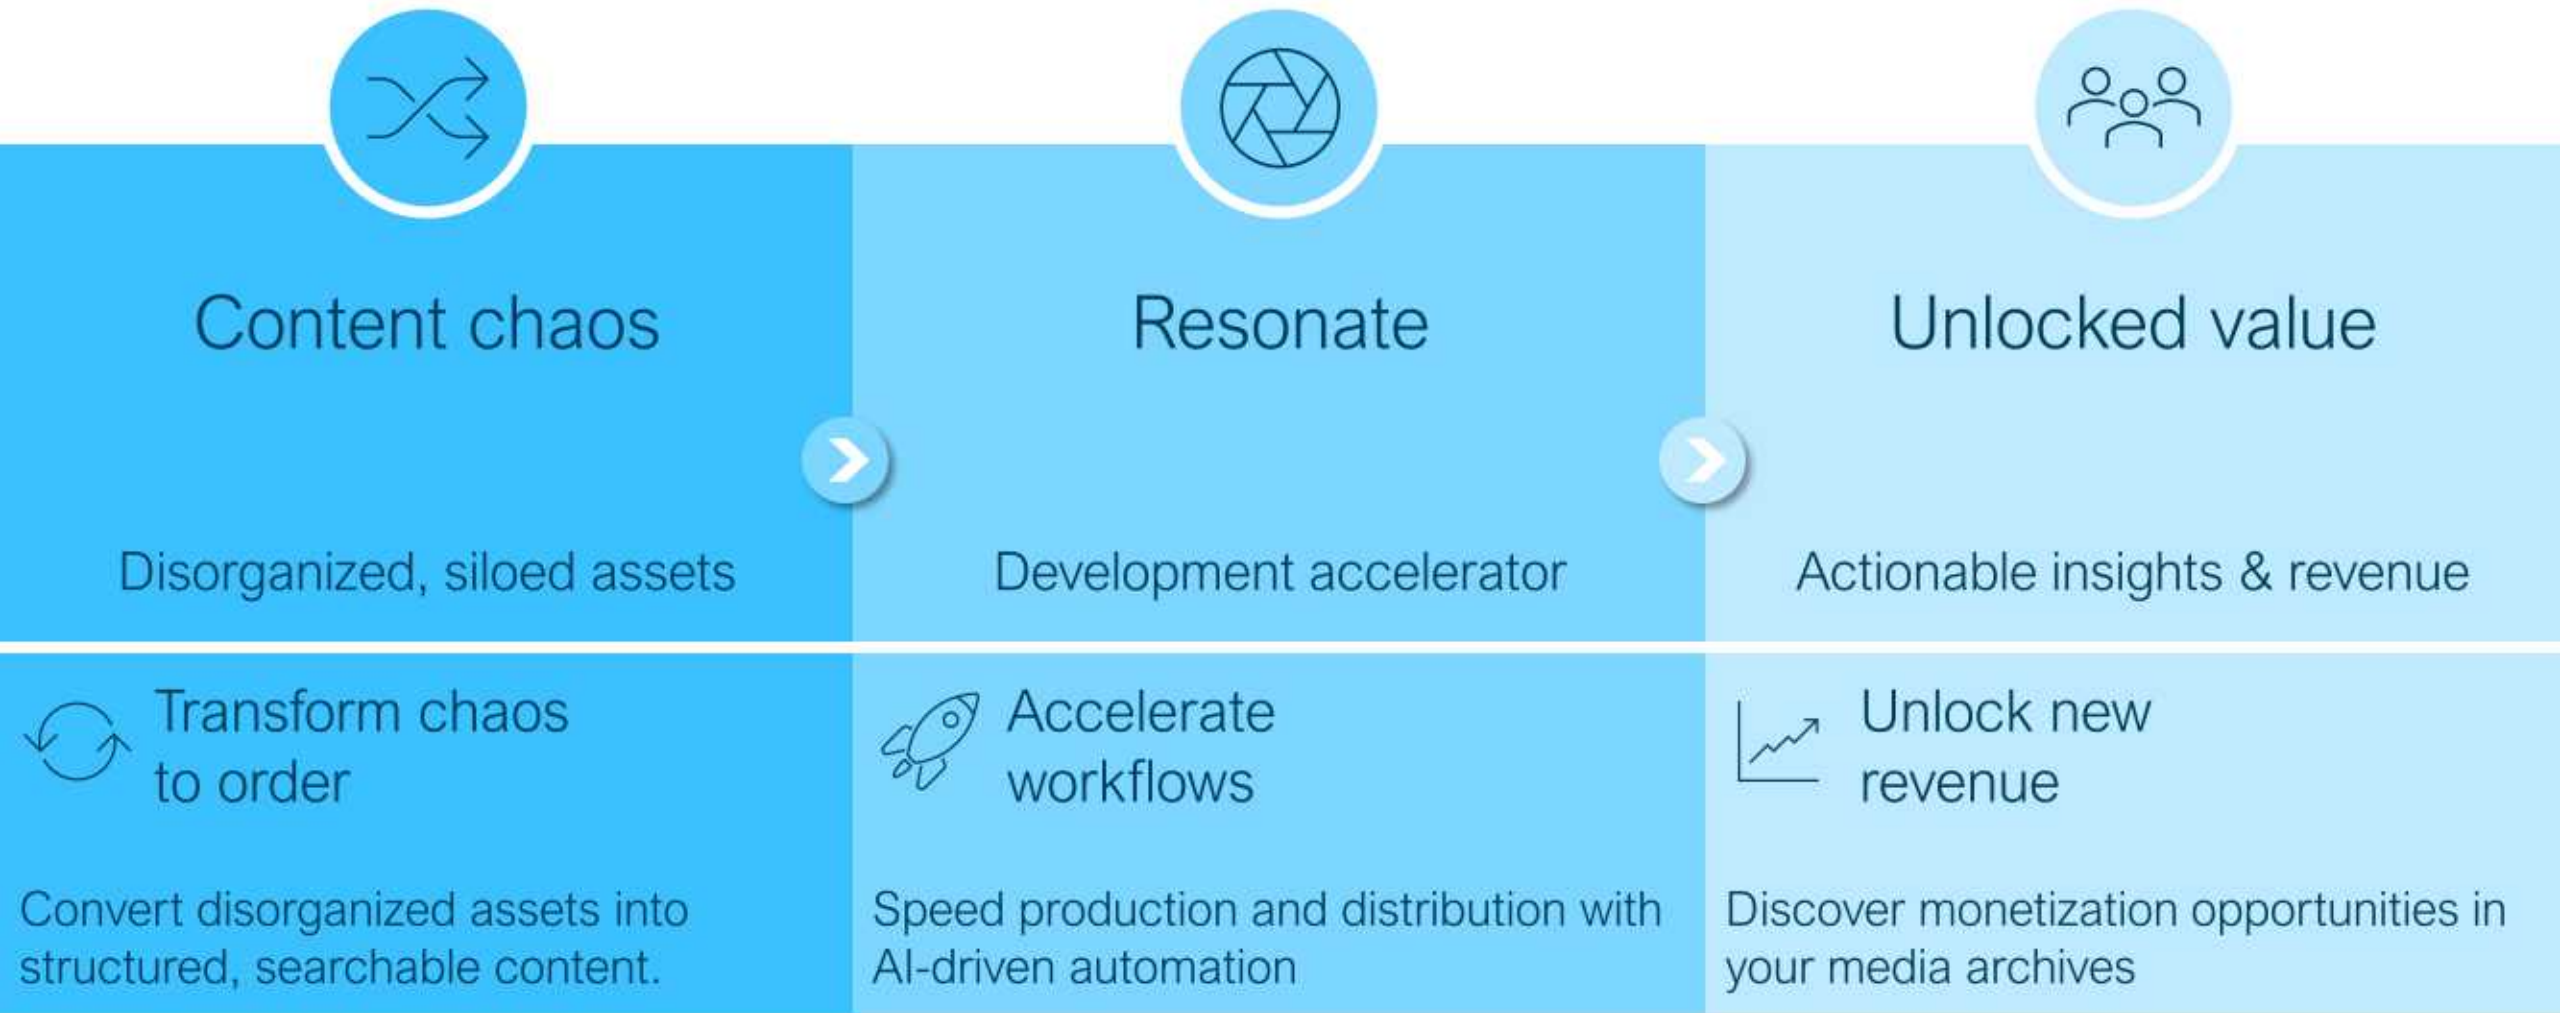 Content chaos
Resonate
Unlocked value
Disorganized, siloed assets
Development accelerator
Actionable insights & revenue
Transform chaos
to order
Convert disorganized assets into
structured, searchable content.
Accelerate
workflows
Speed production and distribution with
AI-driven automation
Unlock new
revenue
Discover monetization opportunities in
your media archives